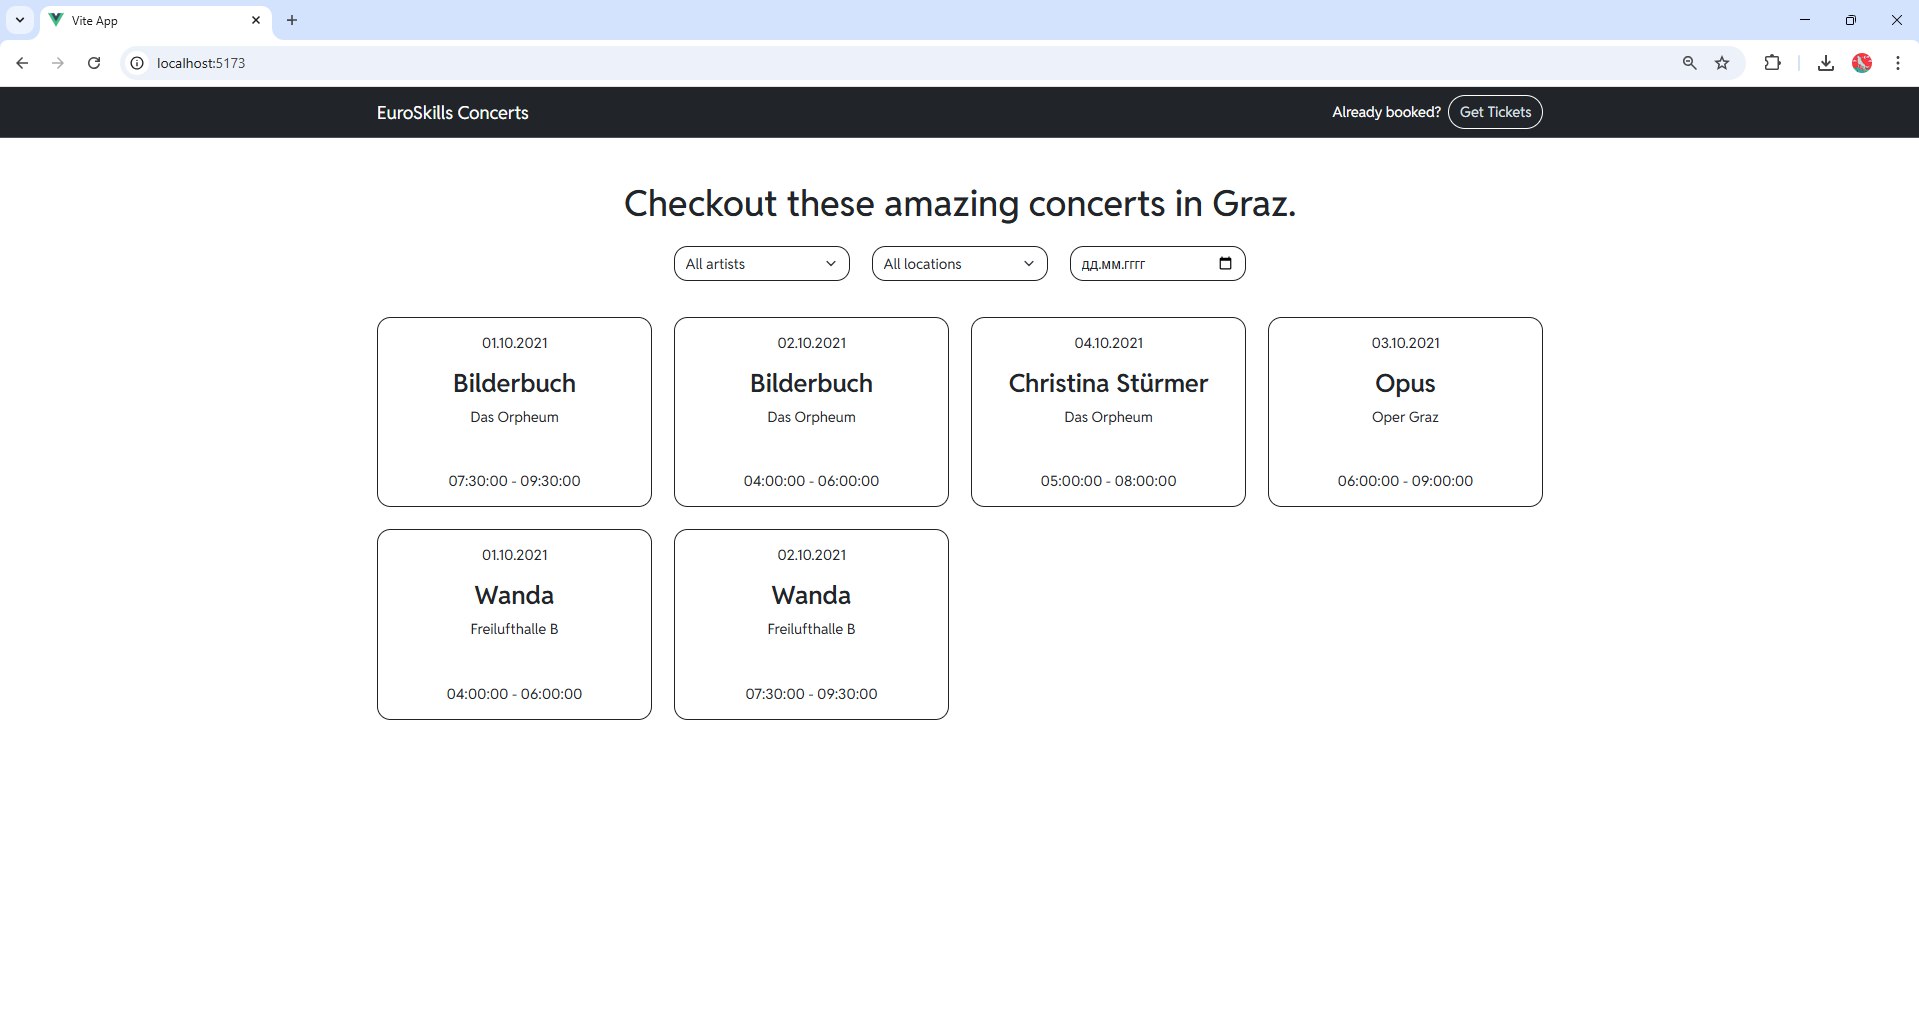 Vite App
localhost:5173
EuroSkills Concerts
Already booked? Get Tickets
Checkout these amazing concerts in Graz.
All artists
All locations
дд.мм.гггг
01.10.2021
Bilderbuch
Das Orpheum
07:30:00 - 09:30:00
02.10.2021
Bilderbuch
Das Orpheum
04:00:00 - 06:00:00
04.10.2021
Christina Stürmer
Das Orpheum
05:00:00 - 08:00:00
03.10.2021
Opus
Oper Graz
06:00:00 - 09:00:00
01.10.2021
Wanda
Freilufthalle B
04:00:00 - 06:00:00
02.10.2021
Wanda
Freilufthalle B
07:30:00 - 09:30:00